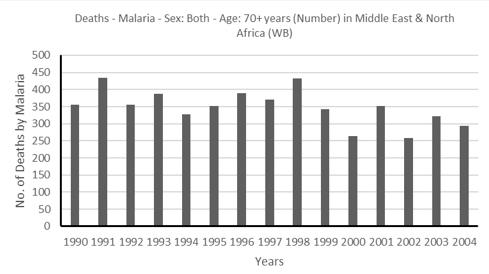 Deaths - Malaria - Sex: Both - Age: 70+ years (Number) in Middle East & North
Africa (WB)
No. of Deaths by Malaria
500
450
400
350
300
250
200
150
100
50
0
1990 1991 1992 1993 1994 1995 1996 1997 1998 1999 2000 2001 2002 2003 2004
Years